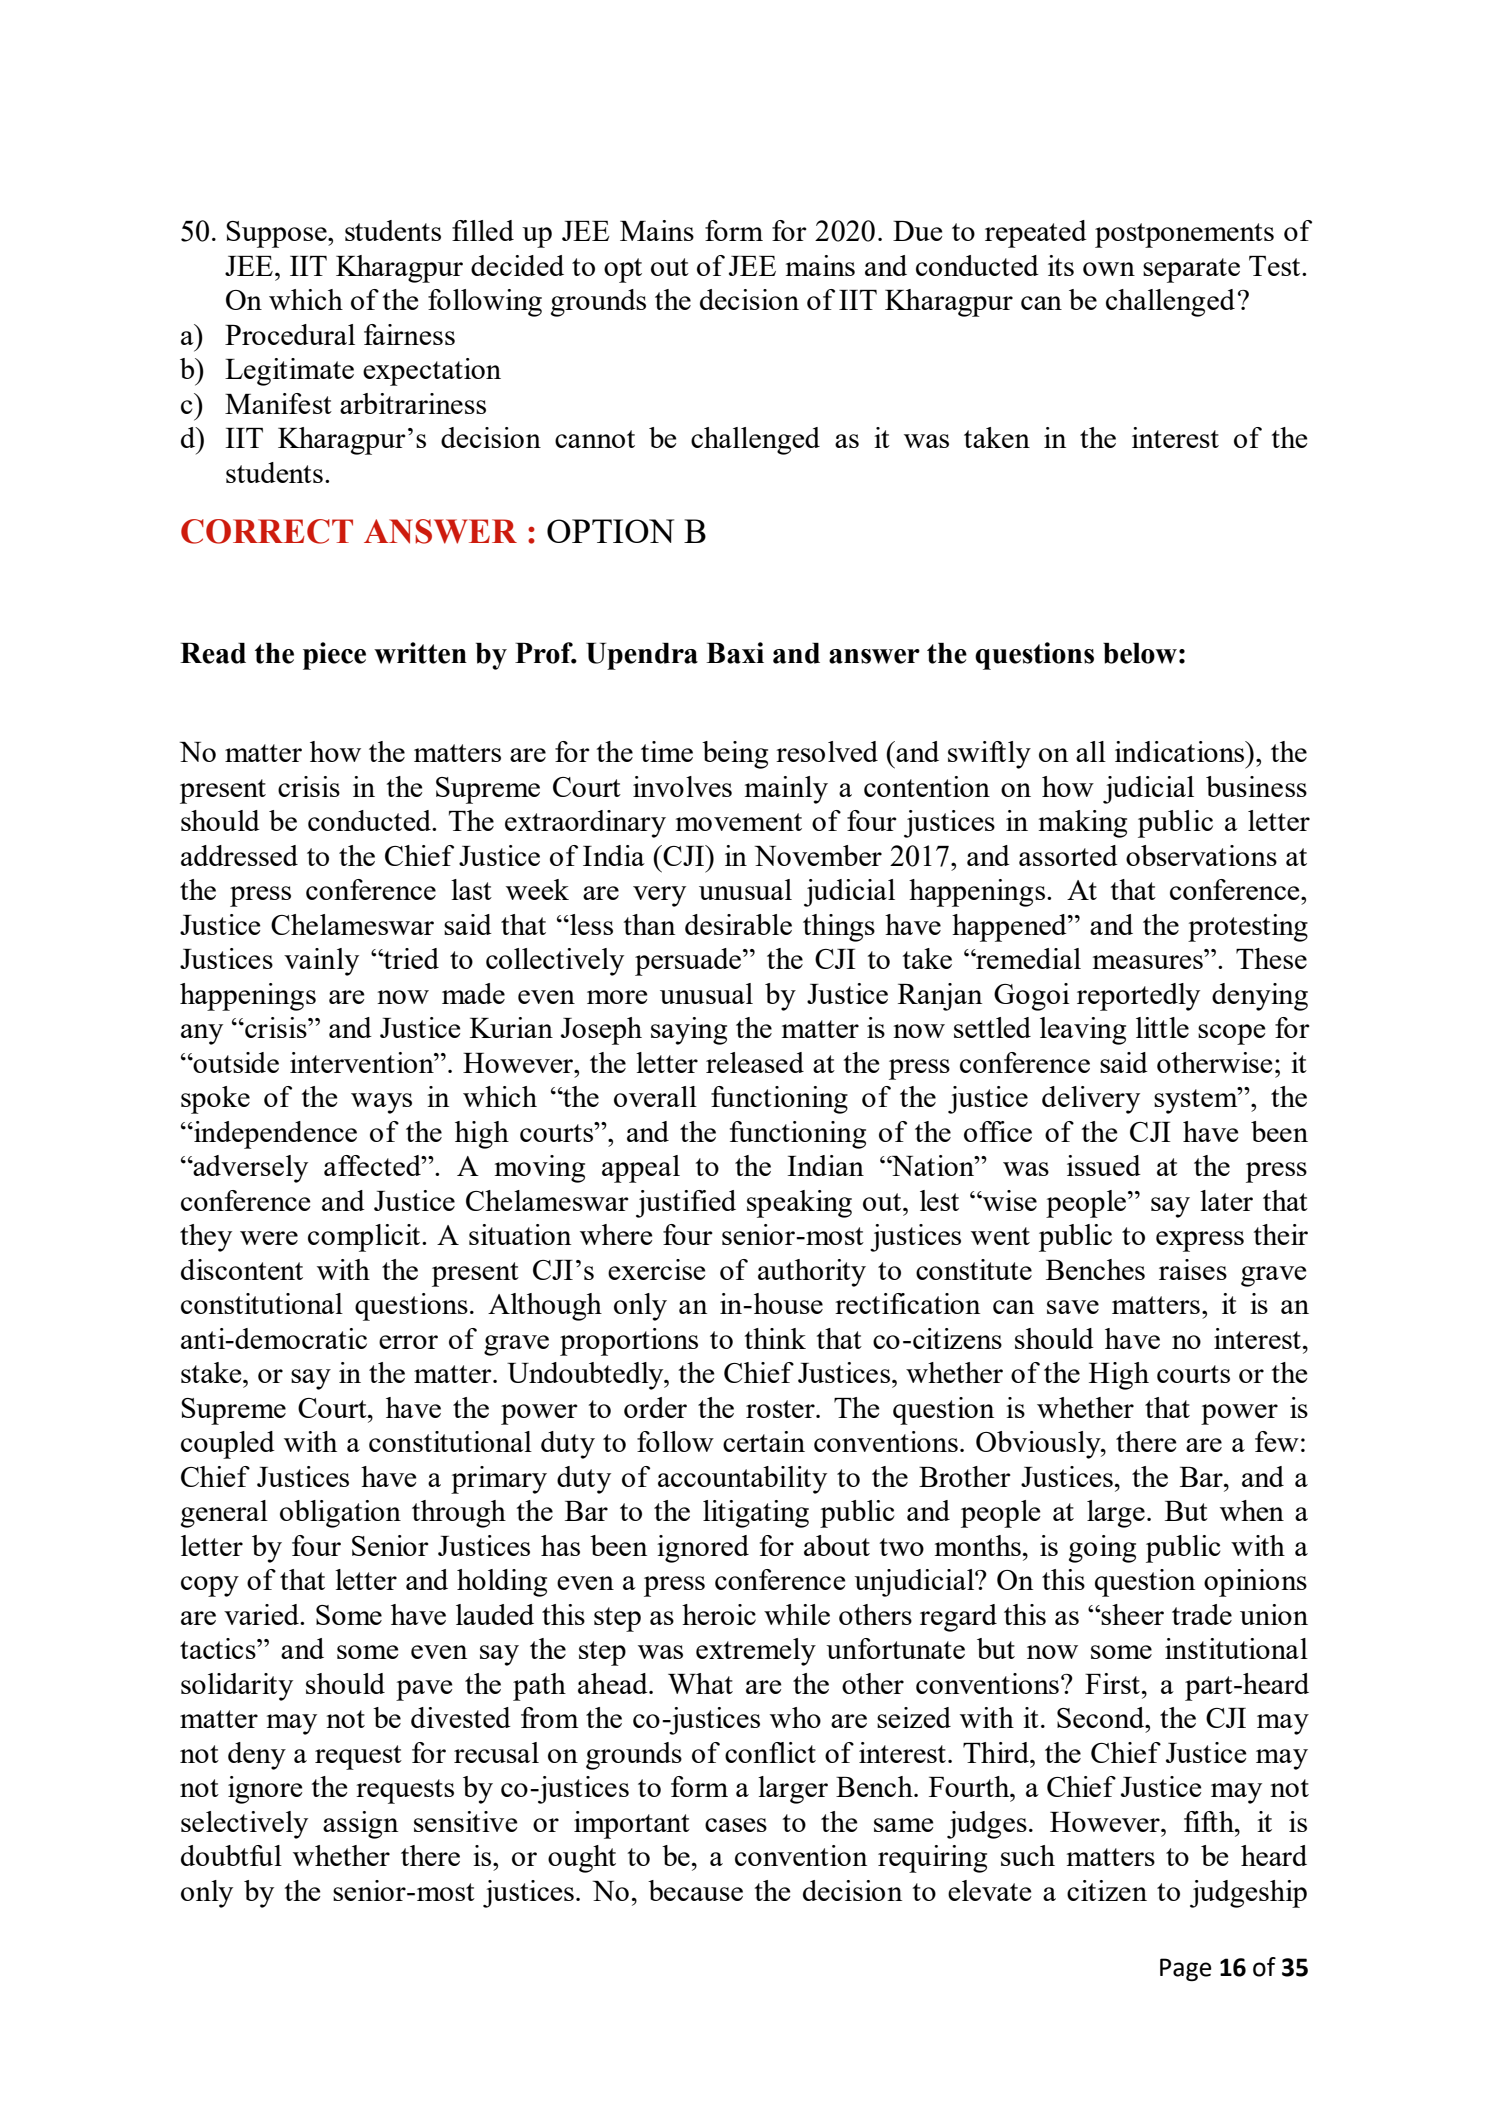 50. Suppose, students filled up JEE Mains form for 2020. Due to repeated postponements of
JEE, IIT Kharagpur decided to opt out of JEE mains and conducted its own separate Test.
On which of the following grounds the decision of IIT Kharagpur can be challenged?
a) Procedural fairness
b) Legitimate expectation
c) Manifest arbitrariness
d) IIT Kharagpur’s decision cannot be challenged as it was taken in the interest of the
students.
CORRECT ANSWER : OPTION B
Read the piece written by Prof. Upendra Baxi and answer the questions below:
No matter how the matters are for the time being resolved (and swiftly on all indications), the
present crisis in the Supreme Court involves mainly a contention on how judicial business
should be conducted. The extraordinary movement of four justices in making public a letter
addressed to the Chief Justice of India (CJI) in November 2017, and assorted observations at
the press conference last week are very unusual judicial happenings. At that conference,
Justice Chelameswar said that “less than desirable things have happened” and the protesting
Justices vainly “tried to collectively persuade” the CJI to take “remedial measures”. These
happenings are now made even more unusual by Justice Ranjan Gogoi reportedly denying
any “crisis” and Justice Kurian Joseph saying the matter is now settled leaving little scope for
“outside intervention”. However, the letter released at the press conference said otherwise; it
spoke of the ways in which “the overall functioning of the justice delivery system”, the
“independence of the high courts”, and the functioning of the office of the CJI have been
“adversely affected”. A moving appeal to the Indian “Nation” was issued at the press
conference and Justice Chelameswar justified speaking out, lest “wise people” say later that
they were complicit. A situation where four senior-most justices went public to express their
discontent with the present CJI’s exercise of authority to constitute Benches raises grave
constitutional questions. Although only an in-house rectification can save matters, it is an
anti-democratic error of grave proportions to think that co-citizens should have no interest,
stake, or say in the matter. Undoubtedly, the Chief Justices, whether of the High courts or the
Supreme Court, have the power to order the roster. The question is whether that power is
coupled with a constitutional duty to follow certain conventions. Obviously, there are a few:
Chief Justices have a primary duty of accountability to the Brother Justices, the Bar, and a
general obligation through the Bar to the litigating public and people at large. But when a
letter by four Senior Justices has been ignored for about two months, is going public with a
copy of that letter and holding even a press conference unjudicial? On this question opinions
are varied. Some have lauded this step as heroic while others regard this as “sheer trade union
tactics” and some even say the step was extremely unfortunate but now some institutional
solidarity should pave the path ahead. What are the other conventions? First, a part-heard
matter may not be divested from the co-justices who are seized with it. Second, the CJI may
not deny a request for recusal on grounds of conflict of interest. Third, the Chief Justice may
not ignore the requests by co-justices to form a larger Bench. Fourth, a Chief Justice may not
selectively assign sensitive or important cases to the same judges. However, fifth, it is
doubtful whether there is, or ought to be, a convention requiring such matters to be heard
only by the senior-most justices. No, because the decision to elevate a citizen to judgeship
Page 16 of 35